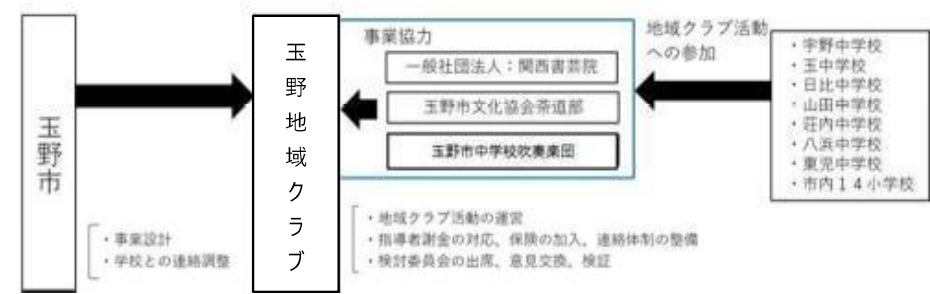 玉野市
・事業設計
・学校との連絡調整
玉野地域クラブ
事業協力
一般社団法人：関西書芸院
玉野市文化協会茶道部
玉野市中学校吹奏楽団
・地域クラブ活動の運営
・指導者謝金の対応、保険の加入、連絡体制の整備
・検討委員会の出席、意見交換、検証
地域クラブ活動
への参加
・宇野中学校
・玉中学校
・日比中学校
・山田中学校
・荘内中学校
・八浜中学校
・東児中学校
・市内１４小学校